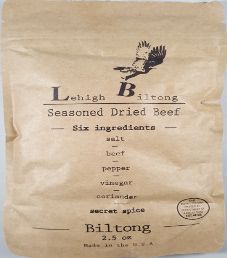 Lehigh Biltong
Seasoned Dried Beef
Six ingredients
salt
beef
pepper
vinegar
coriander
secret spice
Biltong
2.5 oz
Made in the U.S.A